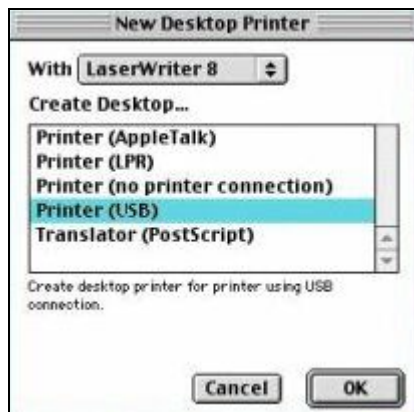 New Desktop Printer
With LaserWriter 8
Create Desktop...
Printer (AppleTalk)
Printer (LPR)
Printer (no printer connection)
Printer (USB)
Translator (PostScript)
Create desktop printer for printer using USB
connection.
Cancel OK